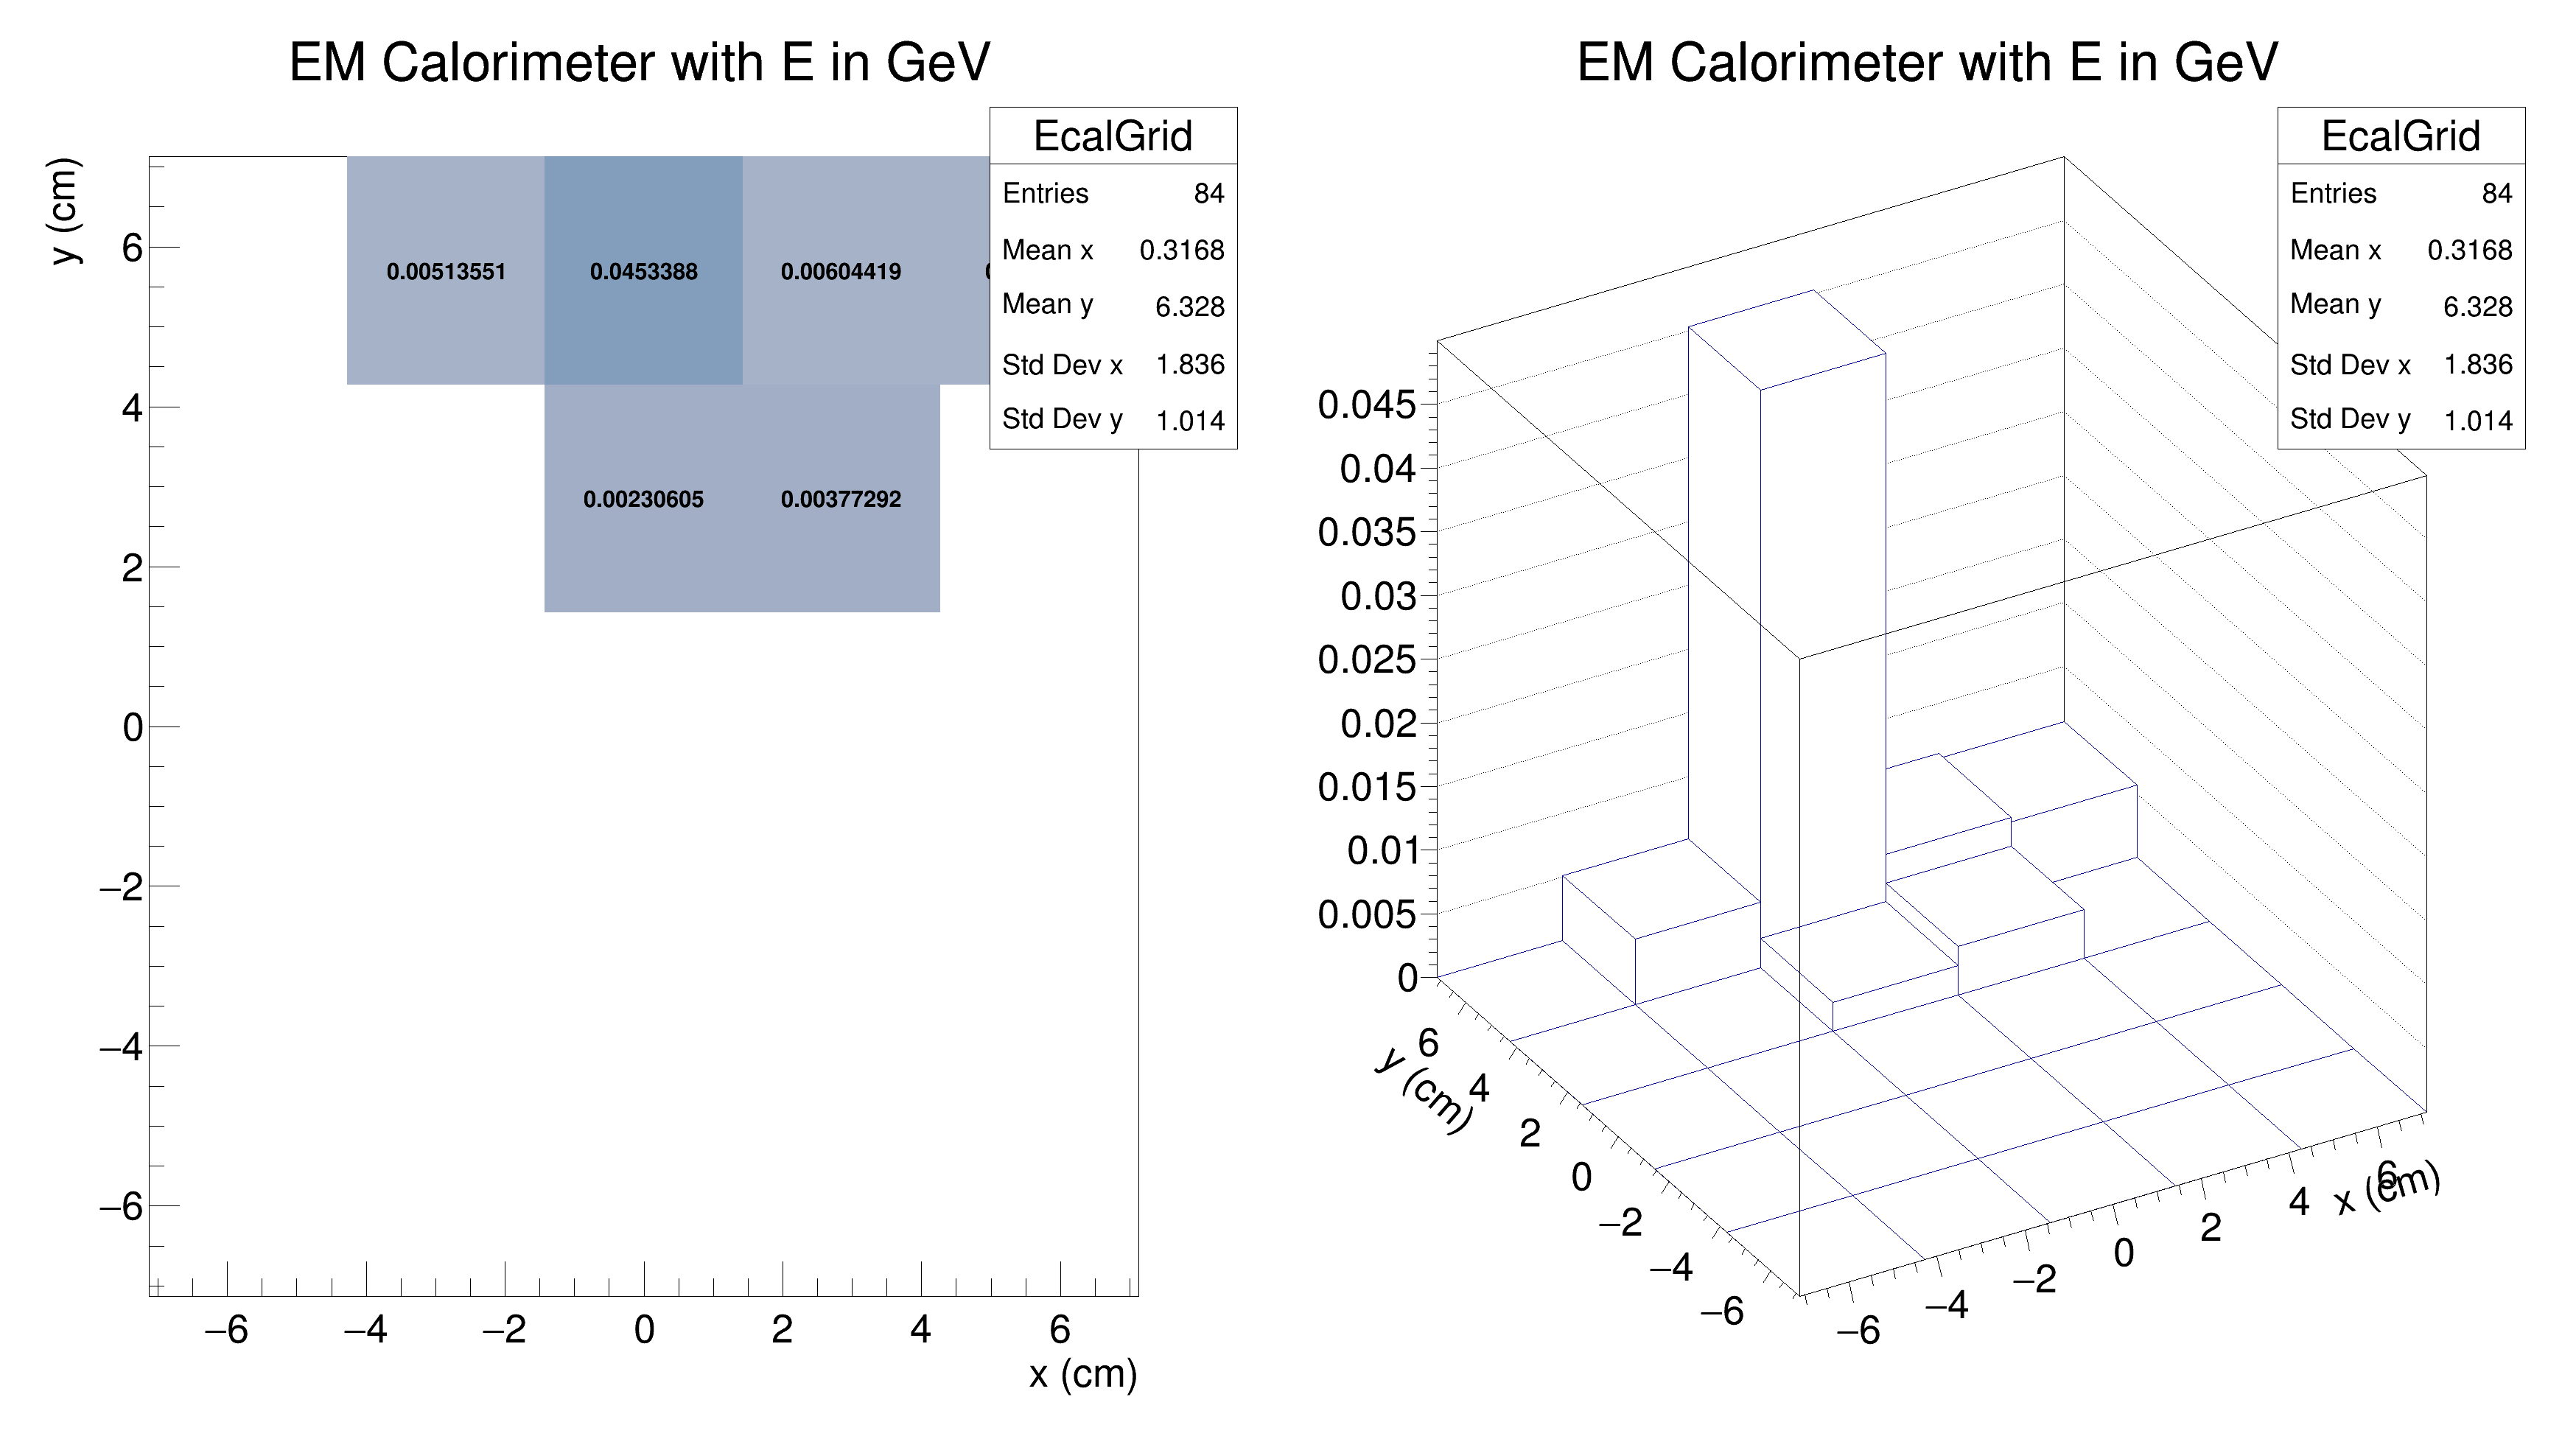 EM Calorimeter with E in GeV
EcalGrid
Entries 84
Mean x 0.3168
Mean y 6.328
Std Dev x 1.836
Std Dev y 1.014
y (cm)
6
4
2
0
−2
−4
−6
0.00513551 0.0453388 0.00604419
0.00230605 0.00377292
−6 −4 −2 0 2 4 6
x (cm)
EM Calorimeter with E in GeV
EcalGrid
Entries 84
Mean x 0.3168
Mean y 6.328
Std Dev x 1.836
Std Dev y 1.014
0.045
0.04
0.035
0.03
0.025
0.02
0.015
0.01
0.005
0
6
4
2
0
−2
−4
−6
y (cm)
−6 −4 −2 0 2 4 6
x (cm)